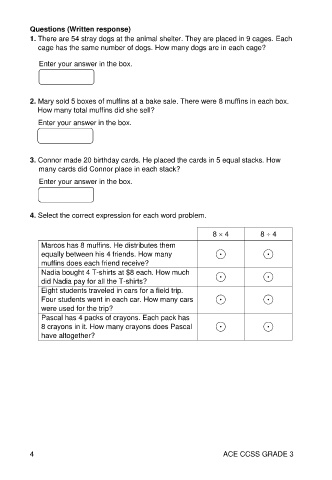 Questions (Written response)
1. There are 54 stray dogs at the animal shelter. They are placed in 9 cages. Each
cage has the same number of dogs. How many dogs are in each cage?
Enter your answer in the box.
2. Mary sold 5 boxes of muffins at a bake sale. There were 8 muffins in each box.
How many total muffins did she sell?
Enter your answer in the box.
3. Connor made 20 birthday cards. He placed the cards in 5 equal stacks. How
many cards did Connor place in each stack?
Enter your answer in the box.
4. Select the correct expression for each word problem.
8 × 4 8 ÷ 4
Marcos has 8 muffins. He distributes them
equally between his 4 friends. How many
muffins does each friend receive?
Nadia bought 4 T-shirts at $8 each. How much
did Nadia pay for all the T-shirts?
Eight students traveled in cars for a field trip.
Four students went in each car. How many cars
were used for the trip?
Pascal has 4 packs of crayons. Each pack has
8 crayons in it. How many crayons does Pascal
have altogether?
4 ACE CCSS GRADE 3